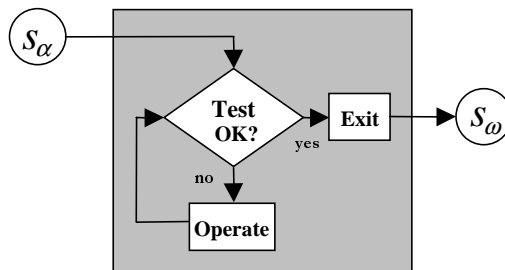 Sα
Test
OK?
yes
Exit
Sω
no
Operate